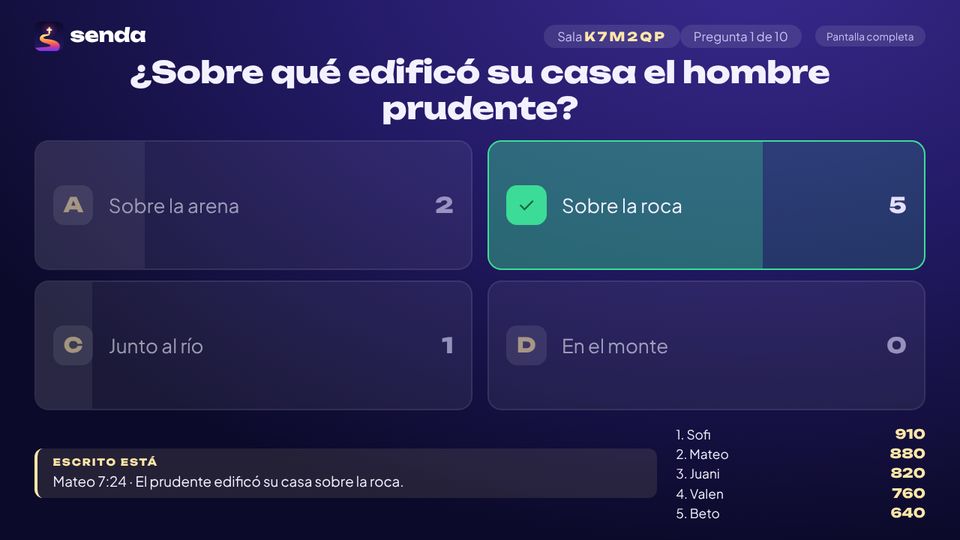 senda
Sala K7M2QP
Pregunta 1 de 10
Pantalla completa
¿Sobre qué edificó su casa el hombre
prudente?
A Sobre la arena 2
Sobre la roca 5
C Junto al río 1
D En el monte 0
ESCRITO ESTÁ
Mateo 7:24 · El prudente edificó su casa sobre la roca.
1. Sofi 910
2. Mateo 880
3. Juani 820
4. Valen 760
5. Beto 640